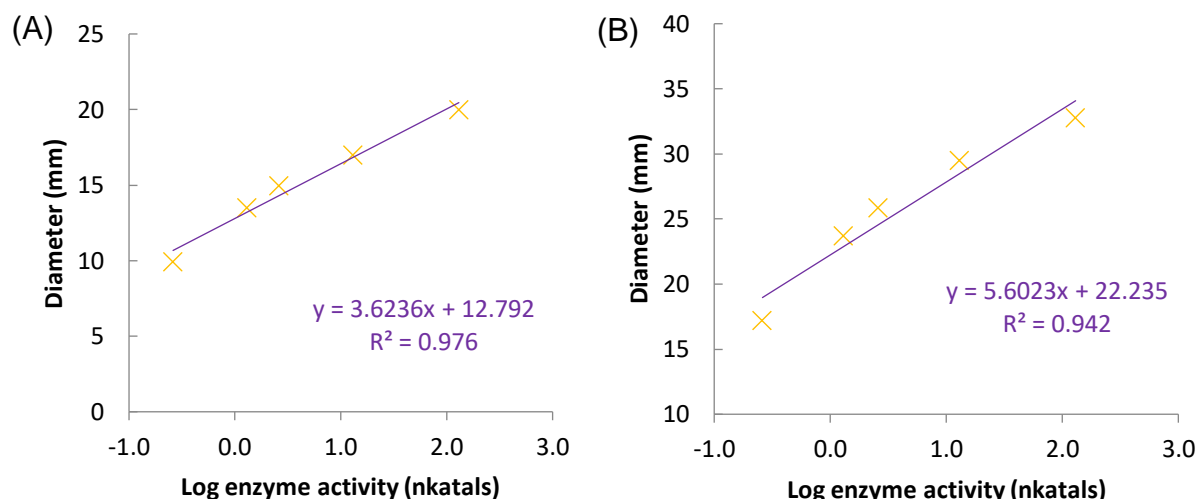 (A)
25
20
15
10
5
0
-1.0 0.0 1.0 2.0 3.0
Diameter (mm)
Log enzyme activity (nkatals)
y = 3.6236x + 12.792
R² = 0.976
(B)
40
35
30
25
20
15
10
-1.0 0.0 1.0 2.0 3.0
Diameter (mm)
Log enzyme activity (nkatals)
y = 5.6023x + 22.235
R² = 0.942